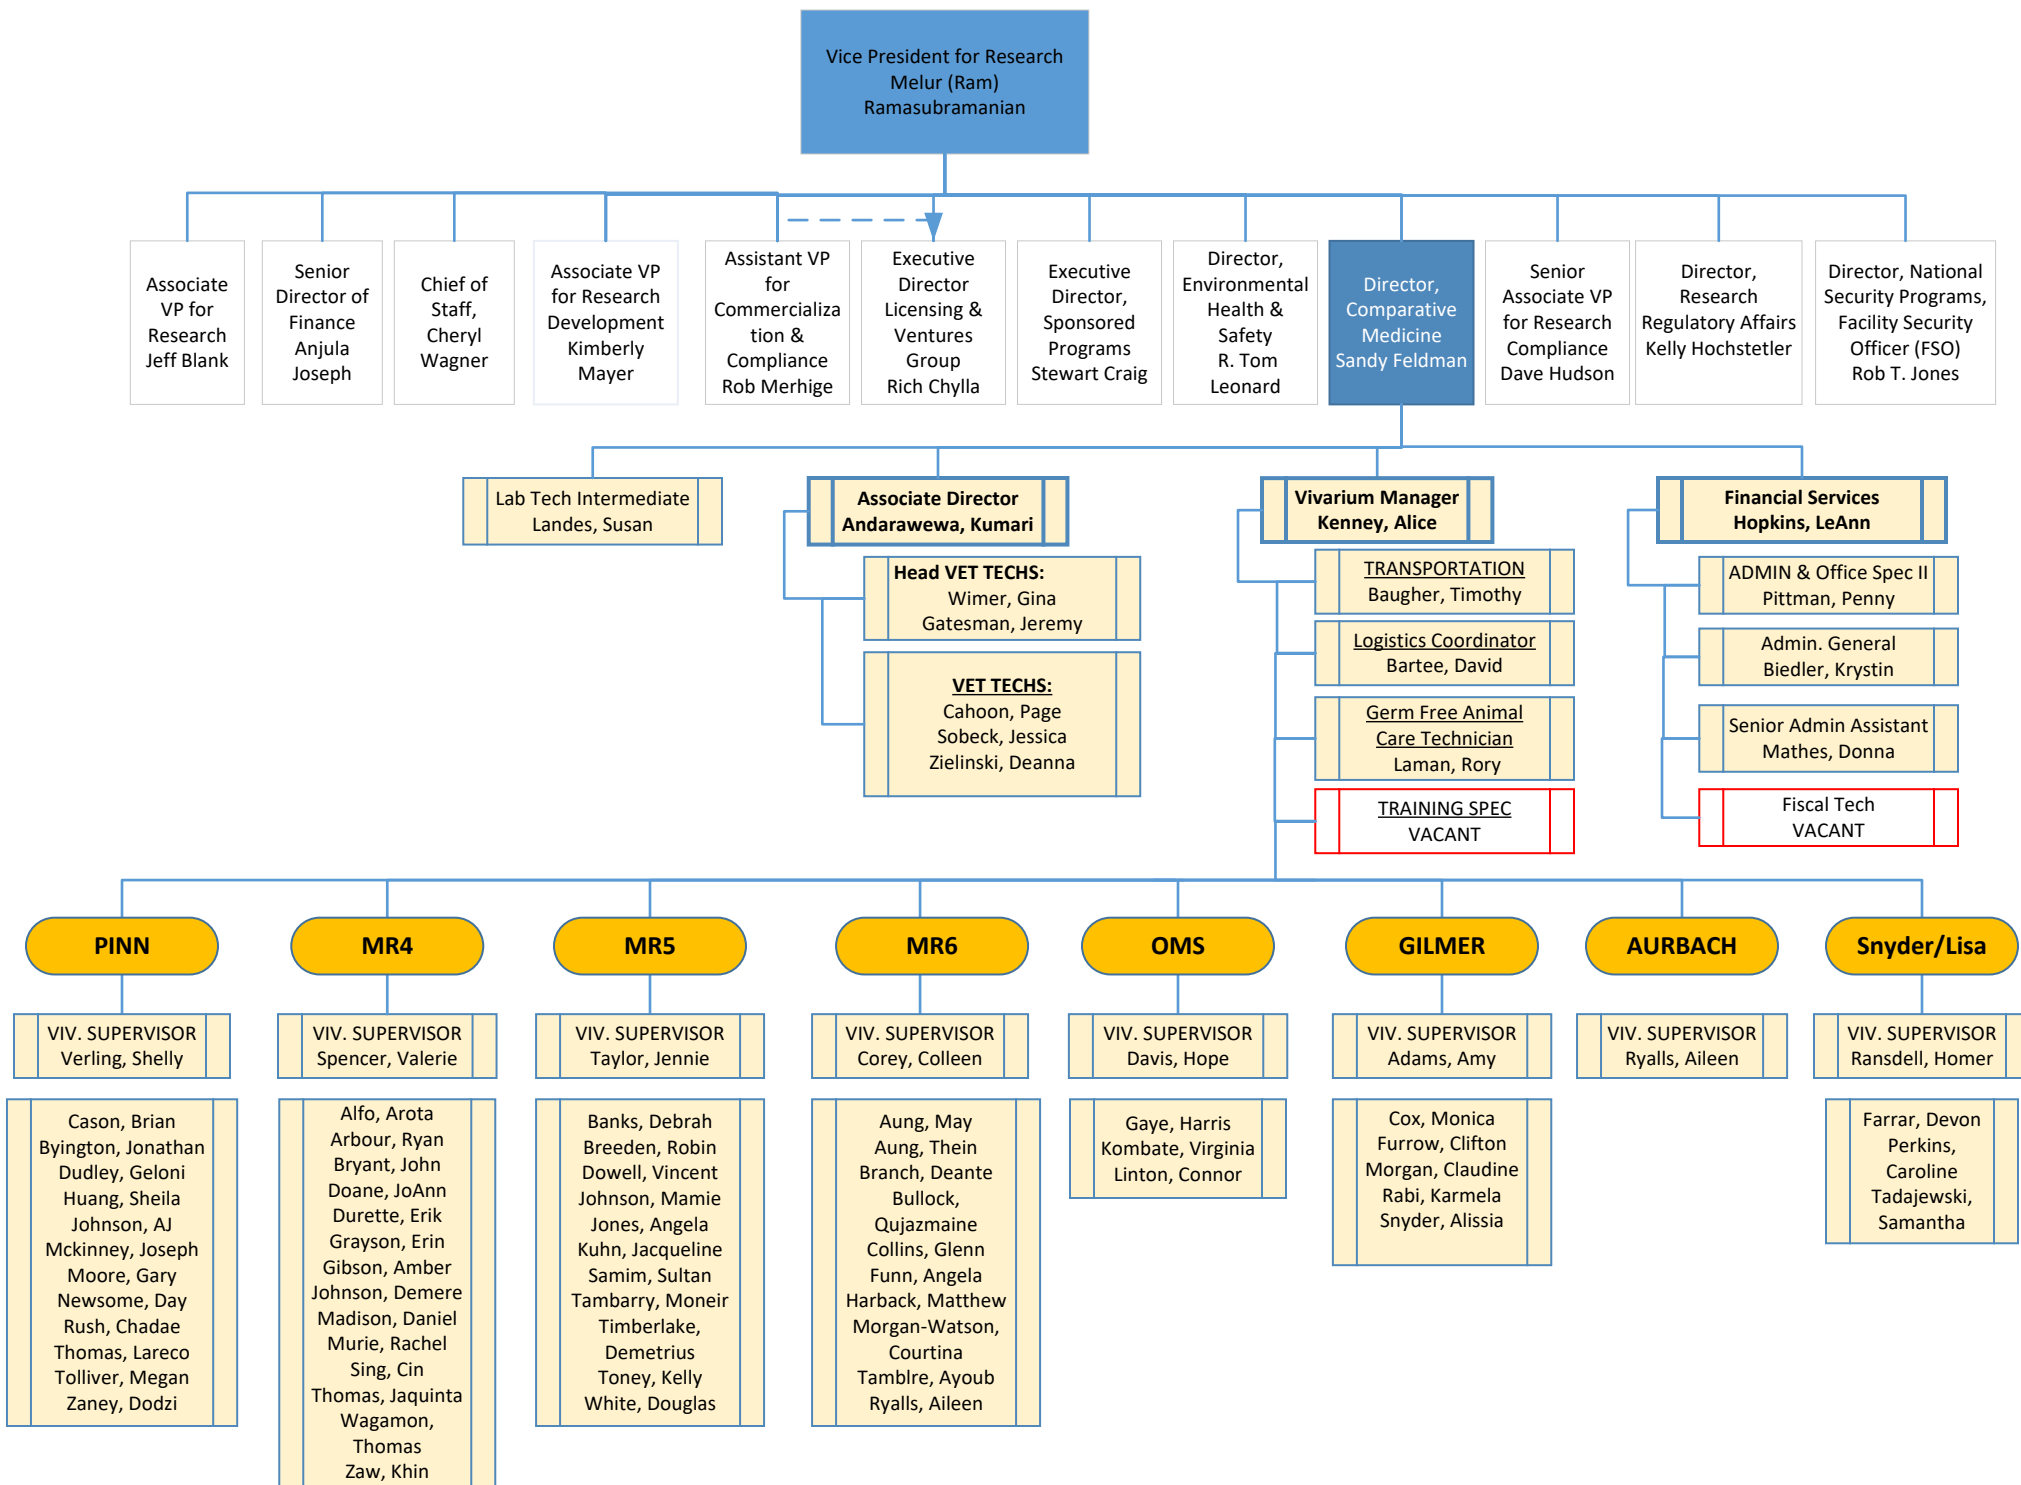 Vice President for Research
Melur (Ram)
Ramasubramanian
Associate
VP for
Research
Jeff Blank
Senior
Director of
Finance
Anjula
Joseph
Chief of
Staff,
Cheryl
Wagner
Associate VP
for Research
Development
Kimberly
Mayer
Assistant VP
for
Commercializa
tion &
Compliance
Rob Merhige
Executive
Director
Licensing &
Ventures
Group
Rich Chylla
Executive
Director,
Sponsored
Programs
Stewart Craig
Director,
Environmental
Health &
Safety
R. Tom
Leonard
Director,
Comparative
Medicine
Sandy Feldman
Senior
Associate VP
for Research
Compliance
Dave Hudson
Director,
Research
Regulatory Affairs
Kelly Hochstetler
Director, National
Security Programs,
Facility Security
Officer (FSO)
Rob T. Jones
Lab Tech Intermediate
Landes, Susan
Associate Director
Andarawewa, Kumari
Head VET TECHS:
Wimer, Gina
Gatesman, Jeremy
VET TECHS:
Cahoon, Page
Sobeck, Jessica
Zielinski, Deanna
Vivarium Manager
Kenney, Alice
TRANSPORTATION
Baugher, Timothy
Logistics Coordinator
Bartee, David
Germ Free Animal
Care Technician
Laman, Rory
TRAINING SPEC
VACANT
Financial Services
Hopkins, LeAnn
ADMIN & Office Spec II
Pittman, Penny
Admin. General
Biedler, Krystin
Senior Admin Assistant
Mathes, Donna
Fiscal Tech
VACANT
PINN
VIV. SUPERVISOR
Verling, Shelly
Cason, Brian
Byington, Jonathan
Dudley, Geloni
Huang, Sheila
Johnson, AJ
Mckinney, Joseph
Moore, Gary
Newsome, Day
Rush, Chadae
Thomas, Lareco
Tolliver, Megan
Zaney, Dodzi
MR4
VIV. SUPERVISOR
Spencer, Valerie
Alfo, Arota
Arbour, Ryan
Bryant, John
Doane, JoAnn
Durette, Erik
Grayson, Erin
Gibson, Amber
Johnson, Demere
Madison, Daniel
Murie, Rachel
Sing, Cin
Thomas, Jaquinta
Wagamon,
Thomas
Zaw, Khin
MR5
VIV. SUPERVISOR
Taylor, Jennie
Banks, Debrah
Breeden, Robin
Dowell, Vincent
Johnson, Mamie
Jones, Angela
Kuhn, Jacqueline
Samim, Sultan
Tambarry, Moneir
Timberlake,
Demetrius
Toney, Kelly
White, Douglas
MR6
VIV. SUPERVISOR
Corey, Colleen
Aung, May
Aung, Thein
Branch, Deante
Bullock,
Qujazmaine
Collins, Glenn
Funn, Angela
Harback, Matthew
Morgan-Watson,
Courtina
Tamblre, Ayoub
Ryalls, Aileen
OMS
VIV. SUPERVISOR
Davis, Hope
Gaye, Harris
Kombate, Virginia
Linton, Connor
GILMER
VIV. SUPERVISOR
Adams, Amy
Cox, Monica
Furrow, Clifton
Morgan, Claudine
Rabi, Karmela
Snyder, Alissia
AURBACH
VIV. SUPERVISOR
Ryalls, Aileen
Snyder/Lisa
VIV. SUPERVISOR
Ransdell, Homer
Farrar, Devon
Perkins,
Caroline
Tadajewski,
Samantha